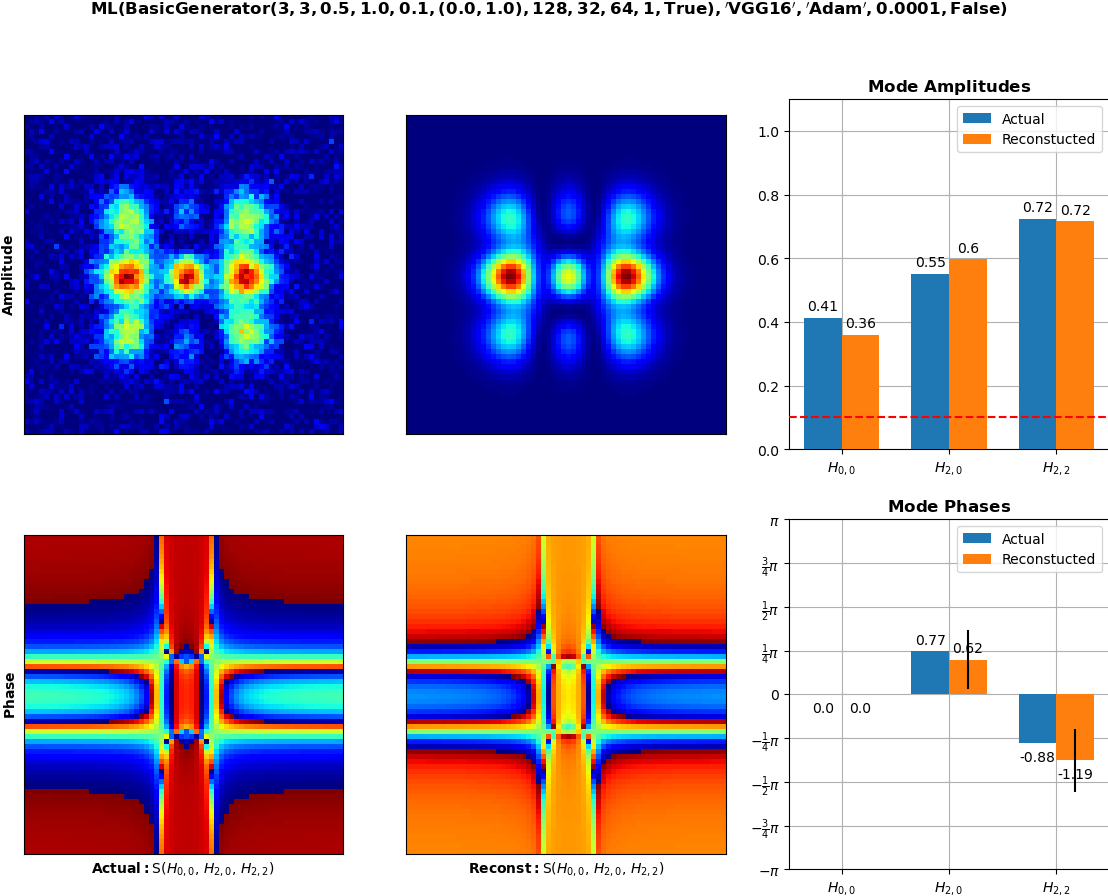 ML(BasicGenerator(3, 3, 0.5, 1.0, 0.1, (0.0, 1.0), 128, 32, 64, 1, True), ′VGG16′, ′Adam′, 0.0001, False)
Amplitude
Mode Amplitudes
Actual
Reconstucted
1.0
0.8
0.6
0.4
0.2
0.0
0.41
0.36
0.55
0.6
0.72
0.72
H0,0
H2,0
H2,2
Phase
Actual: S(H0,0, H2,0, H2,2)
Reconst: S(H0,0, H2,0, H2,2)
Mode Phases
Actual
Reconstucted
π
3/4π
1/2π
1/4π
0
−1/4π
−1/2π
−3/4π
−π
0.0
0.0
0.77
0.62
-0.88
-1.19
H0,0
H2,0
H2,2